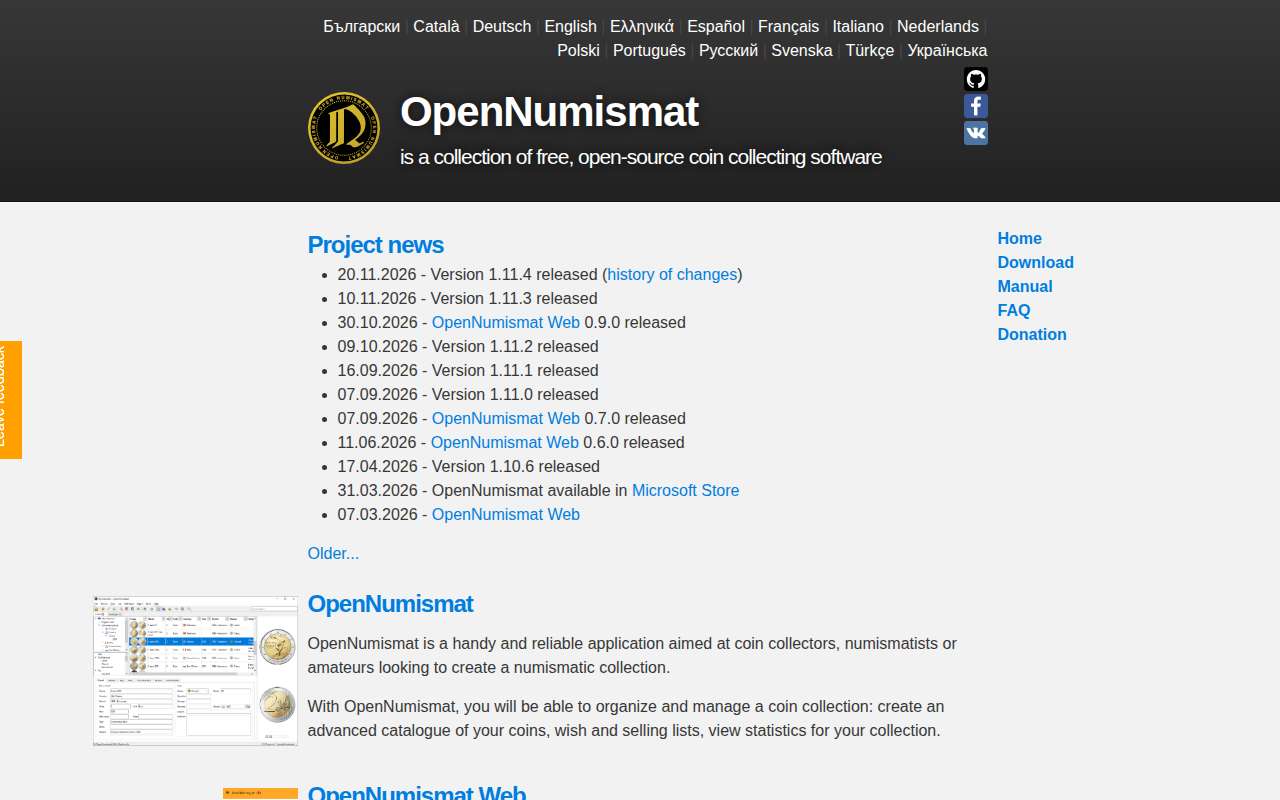 Български | Català | Deutsch | English | Ελληνικά | Español | Français | Italiano | Nederlands |
Polski | Português | Русский | Svenska | Türkçe | Українська
OpenNumismat
is a collection of free, open-source coin collecting software
Project news
20.11.2026 - Version 1.11.4 released (history of changes)
10.11.2026 - Version 1.11.3 released
30.10.2026 - OpenNumismat Web 0.9.0 released
09.10.2026 - Version 1.11.2 released
16.09.2026 - Version 1.11.1 released
07.09.2026 - Version 1.11.0 released
07.09.2026 - OpenNumismat Web 0.7.0 released
11.06.2026 - OpenNumismat Web 0.6.0 released
17.04.2026 - Version 1.10.6 released
31.03.2026 - OpenNumismat available in Microsoft Store
07.03.2026 - OpenNumismat Web
Older...
Home
Download
Manual
FAQ
Donation
Leave feedback
OpenNumismat
OpenNumismat is a handy and reliable application aimed at coin collectors, numismatists or
amateurs looking to create a numismatic collection.
With OpenNumismat, you will be able to organize and manage a coin collection: create an
advanced catalogue of your coins, wish and selling lists, view statistics for your collection.
OpenNumismat Web